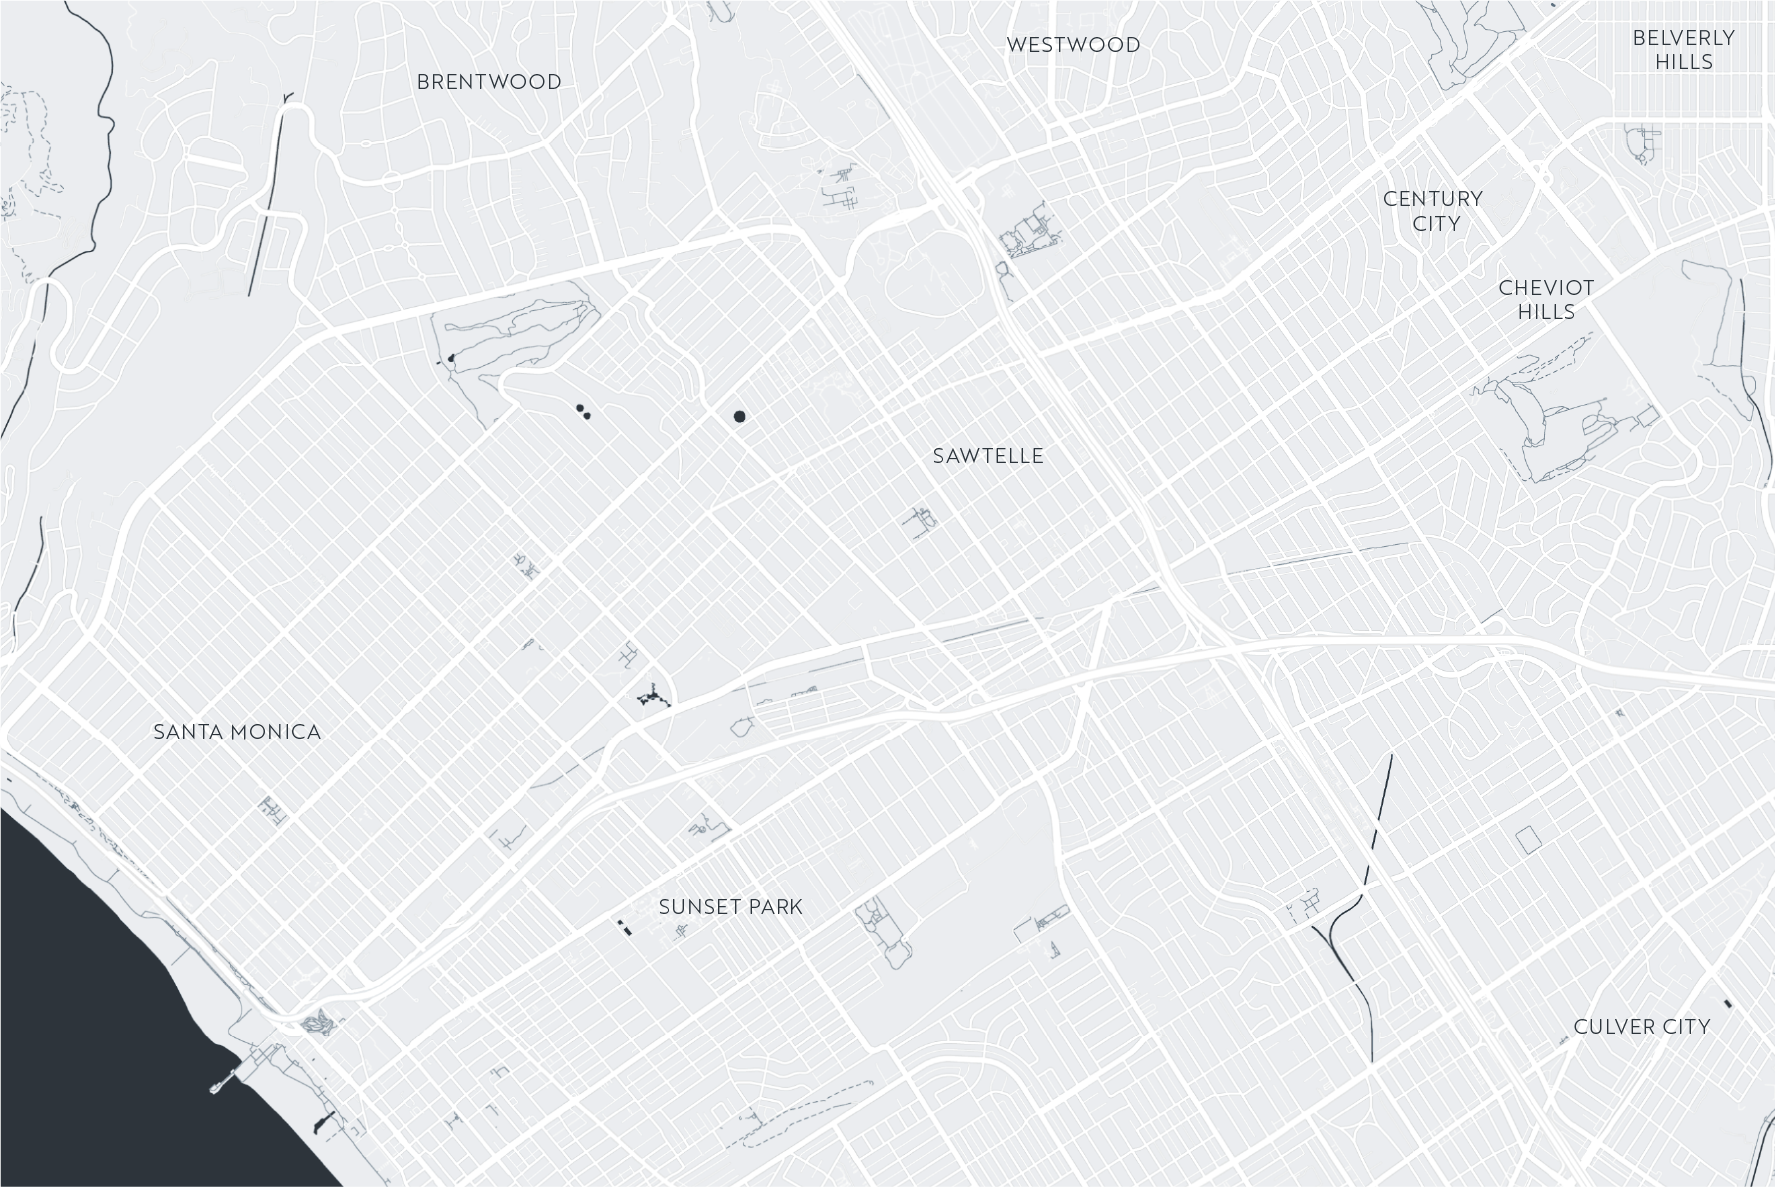 WESTWOOD
BELVERLY
HILLS
BRENTWOOD
CENTURY
CITY
CHEVIOT
HILLS
SAWTELLE
SANTA MONICA
SUNSET PARK
CULVER CITY